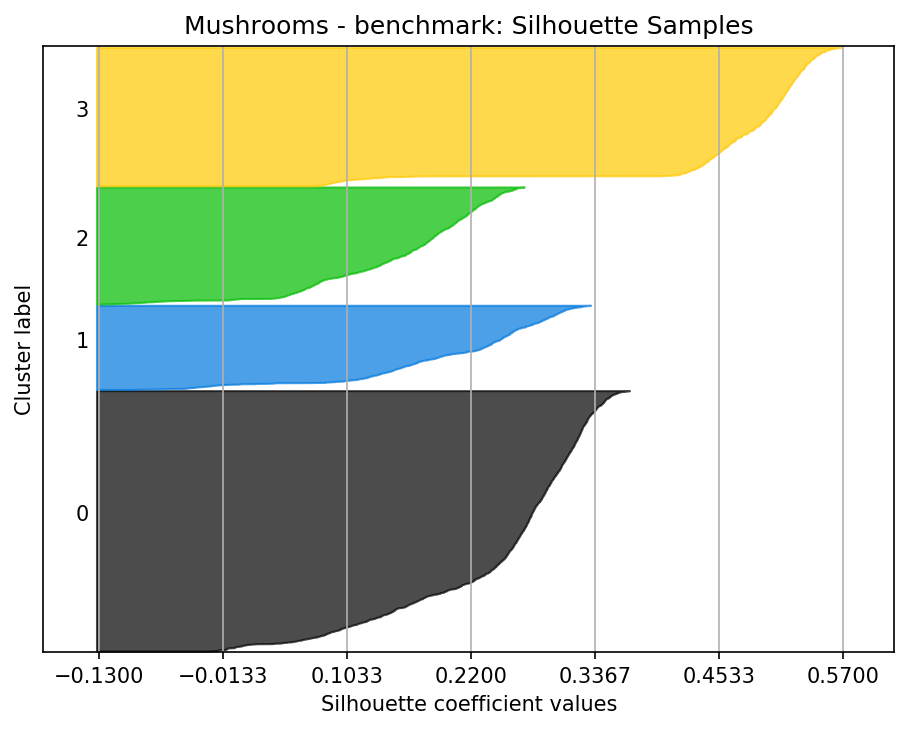 Mushrooms - benchmark: Silhouette Samples
3
2
1
0
Cluster label
−0.1300 −0.0133 0.1033 0.2200 0.3367 0.4533 0.5700
Silhouette coefficient values